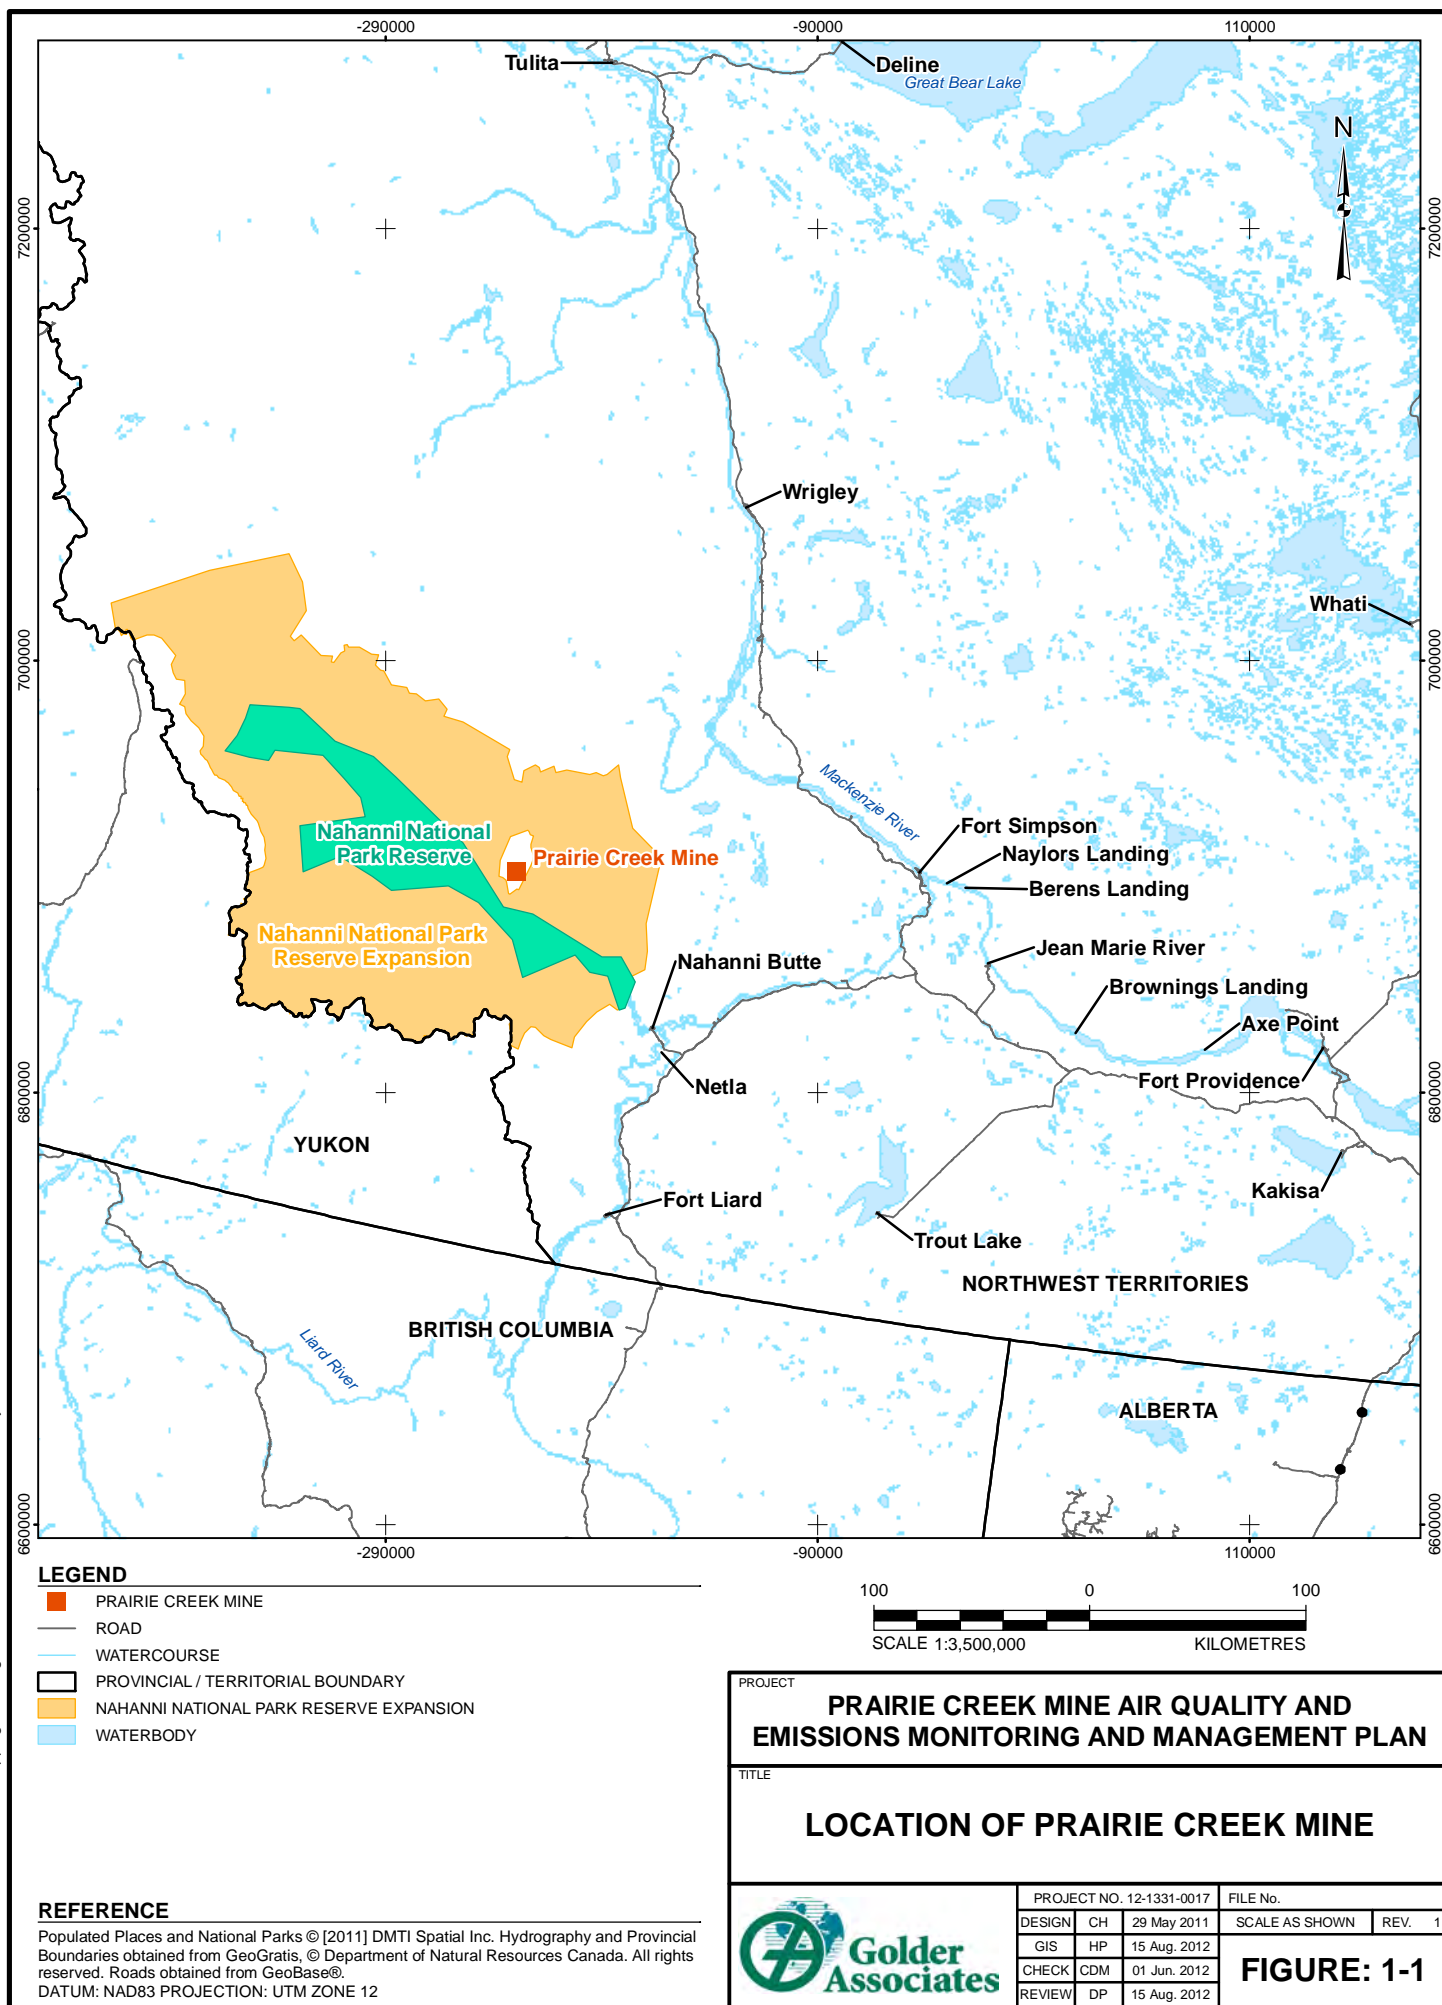 -290000
-90000
110000
Tulita
Deline
Great Bear Lake
N
7200000
7200000
Wrigley
Whati
7000000
7000000
Mackenzie River
Fort Simpson
Nahanni National
Park Reserve
Prairie Creek Mine
Naylors Landing
Berens Landing
Nahanni National Park
Reserve Expansion
Nahanni Butte
Jean Marie River
Brownings Landing
Axe Point
Netla
Fort Providence
6800000
6800000
YUKON
Fort Liard
Kakisa
Trout Lake
NORTHWEST TERRITORIES
BRITISH COLUMBIA
Liard River
ALBERTA
6600000
6600000
-290000
-90000
110000
LEGEND
PRAIRIE CREEK MINE
ROAD
WATERCOURSE
PROVINCIAL / TERRITORIAL BOUNDARY
NAHANNI NATIONAL PARK RESERVE EXPANSION
WATERBODY
100 0 100
SCALE 1:3,500,000 KILOMETRES
PROJECT
PRAIRIE CREEK MINE AIR QUALITY AND
EMISSIONS MONITORING AND MANAGEMENT PLAN
TITLE
LOCATION OF PRAIRIE CREEK MINE
REFERENCE
Populated Places and National Parks © [2011] DMTI Spatial Inc. Hydrography and Provincial
Boundaries obtained from GeoGratis, © Department of Natural Resources Canada. All rights
reserved. Roads obtained from GeoBase®.
DATUM: NAD83 PROJECTION: UTM ZONE 12
Golder
Associates
PROJECT NO. 12-1331-0017 FILE No.
DESIGN CH 29 May 2011 SCALE AS SHOWN REV. 1
GIS HP 15 Aug. 2012
CHECK CDM 01 Jun. 2012
REVIEW DP 15 Aug. 2012
FIGURE: 1-1